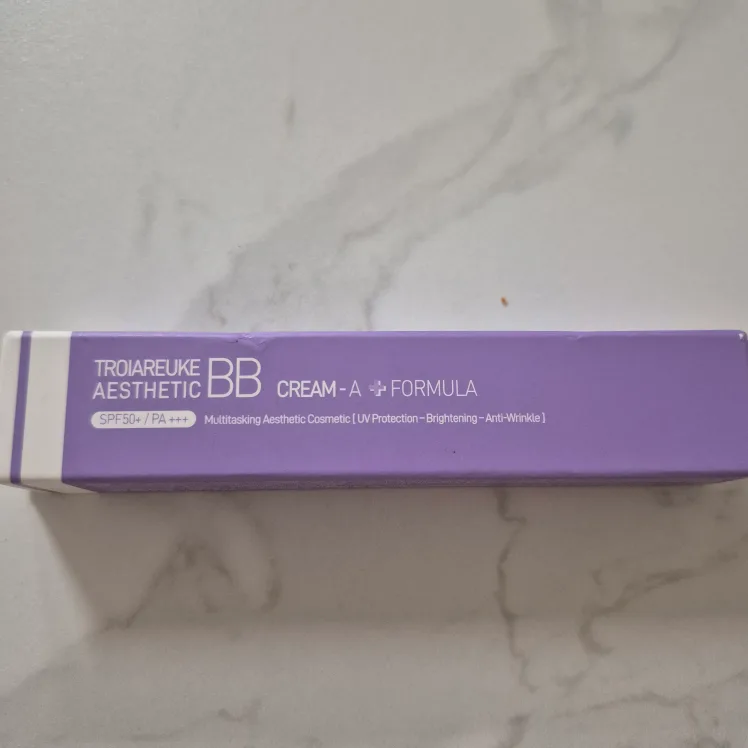 TROIAREUKE
AESTHETIC BB CREAM - A + FORMULA
SPF50+ / PA +++ Multitasking Aesthetic Cosmetic [ UV Protection – Brightening – Anti-Wrinkle ]